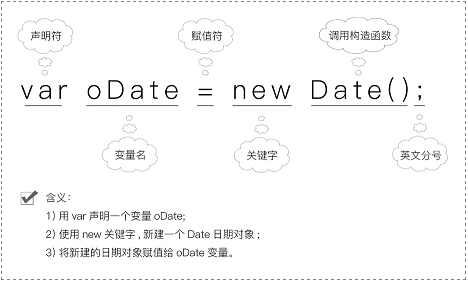 声明符 赋值符 调用构造函数
var oDate = new Date();
变量名 关键字 英文分号
含义：
1) 用 var 声明一个变量 oDate;
2) 使用 new 关键字 , 新建一个 Date 日期对象 ;
3) 将新建的日期对象赋值给 oDate 变量。